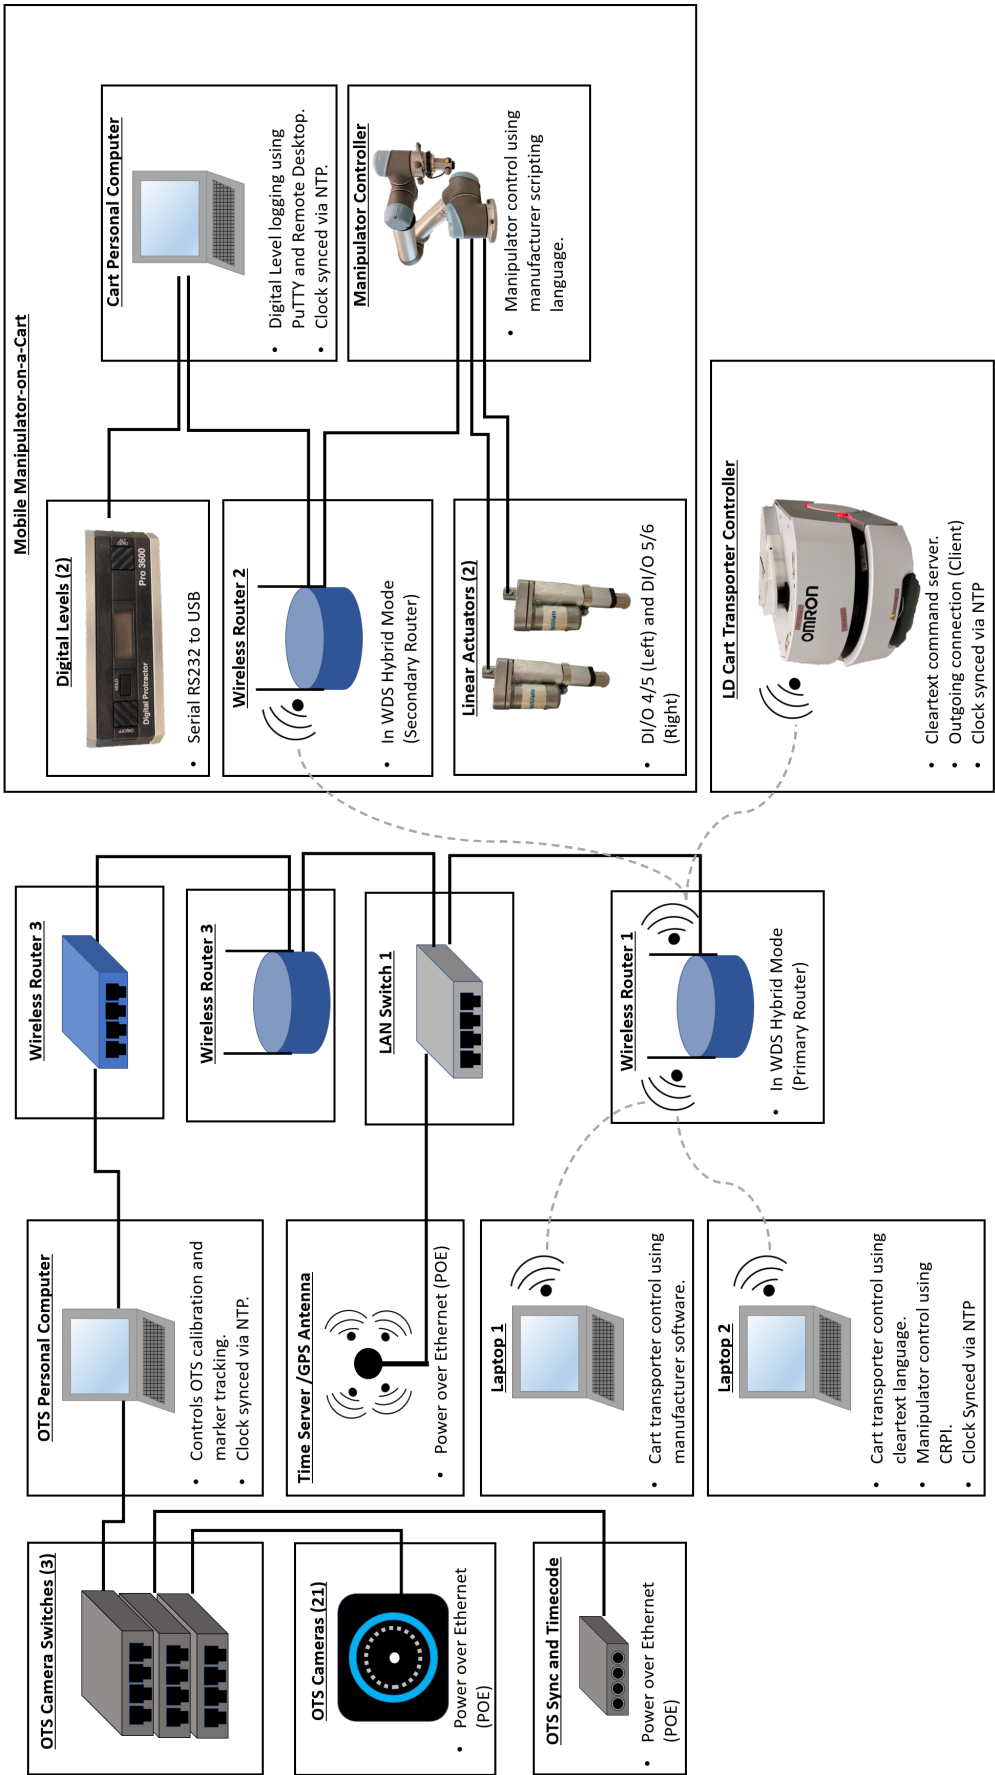 OTS Camera Switches (3)
OTS Cameras (21)
• Power over Ethernet
(POE)
OTS Sync and Timecode
• Power over Ethernet
(POE)
OTS Personal Computer
• Controls OTS calibration and
marker tracking.
• Clock synced via NTP.
Time Server /GPS Antenna
• Power over Ethernet (POE)
Laptop 1
• Cart transporter control using
manufacturer software.
Laptop 2
• Cart transporter control using
cleartext language.
• Manipulator control using
CRPI.
• Clock Synced via NTP
Wireless Router 3
Wireless Router 3
LAN Switch 1
Wireless Router 1
• In WDS Hybrid Mode
(Primary Router)
Mobile Manipulator-on-a-Cart
Digital Levels (2)
ON/OFF
HOLD
ALT ZERO
Digital Protractor
Pro 3600
• Serial RS232 to USB
Wireless Router 2
• In WDS Hybrid Mode
(Secondary Router)
Linear Actuators (2)
• DI/O 4/5 (Left) and DI/O 5/6
(Right)
Cart Personal Computer
• Digital Level logging using
PuTTY and Remote Desktop.
• Clock synced via NTP.
Manipulator Controller
• Manipulator control using
manufacturer scripting
language.
LD Cart Transporter Controller
OMRON
• Cleartext command server.
• Outgoing connection (Client)
• Clock synced via NTP